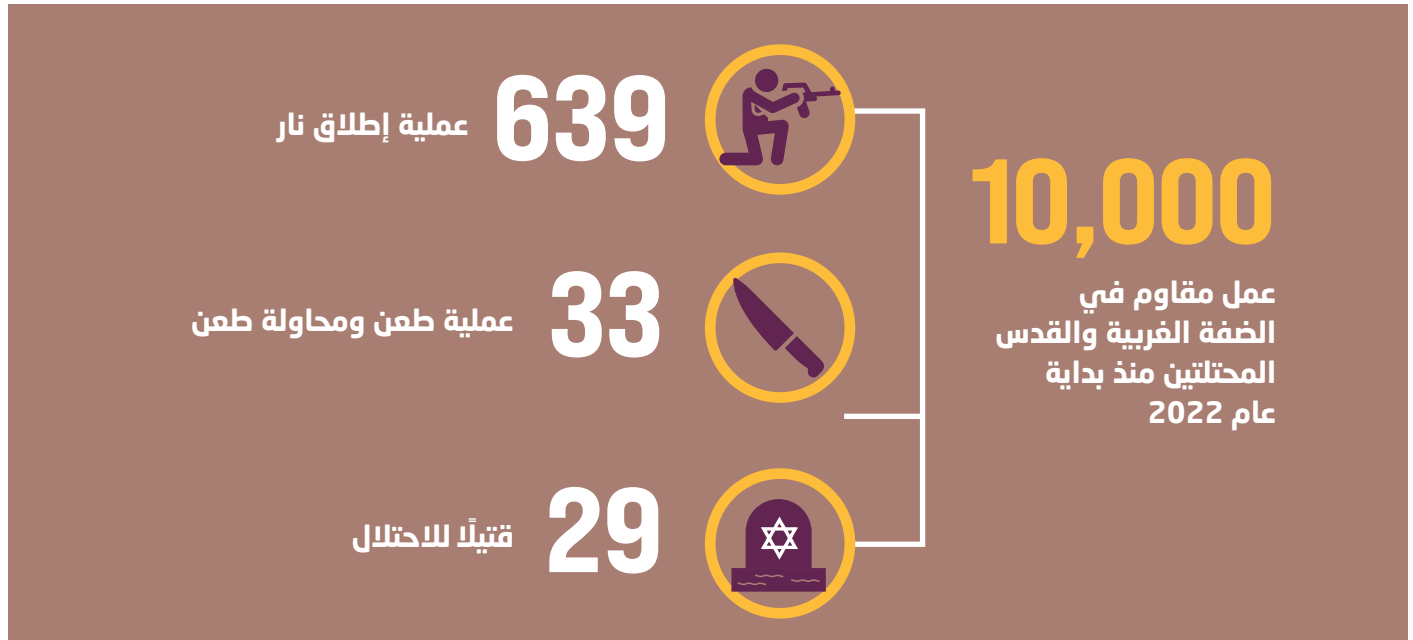 10,000
عمل مقاوم في
الضفة الغربية والقدس
المحتلتين منذ بداية
عام 2022
639 عملية إطلاق نار
33 عملية طعن ومحاولة طعن
29 قتيلًا للاحتلال